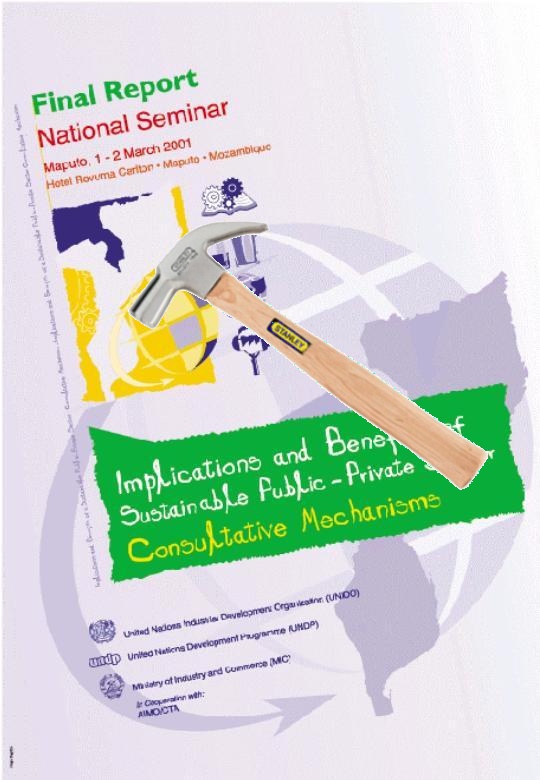 Final Report
National Seminar
Maputo, 1 - 2 March 2001
Hotel Rovuma Carlton • Maputo • Mozambique
STANLEY
Implications and of
Sustainable Public - Private
Consultative Mechanisms
United Nations Industrial Development Organization (UNIDO)
undp United Nations Development Programme (UNDP)
Ministry of Industry and Commerce (MIC)
In Cooperation with:
AIMO/CTA